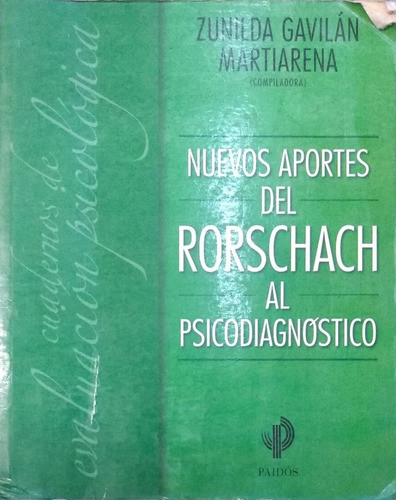 ZUNILDA GAVILÁN
MARTIARENA
(COMPILADORA)
cuadernos de
evaluación psicológica
NUEVOS APORTES
DEL
RORSCHACH
AL
PSICODIAGNÓSTICO
PAIDÓS